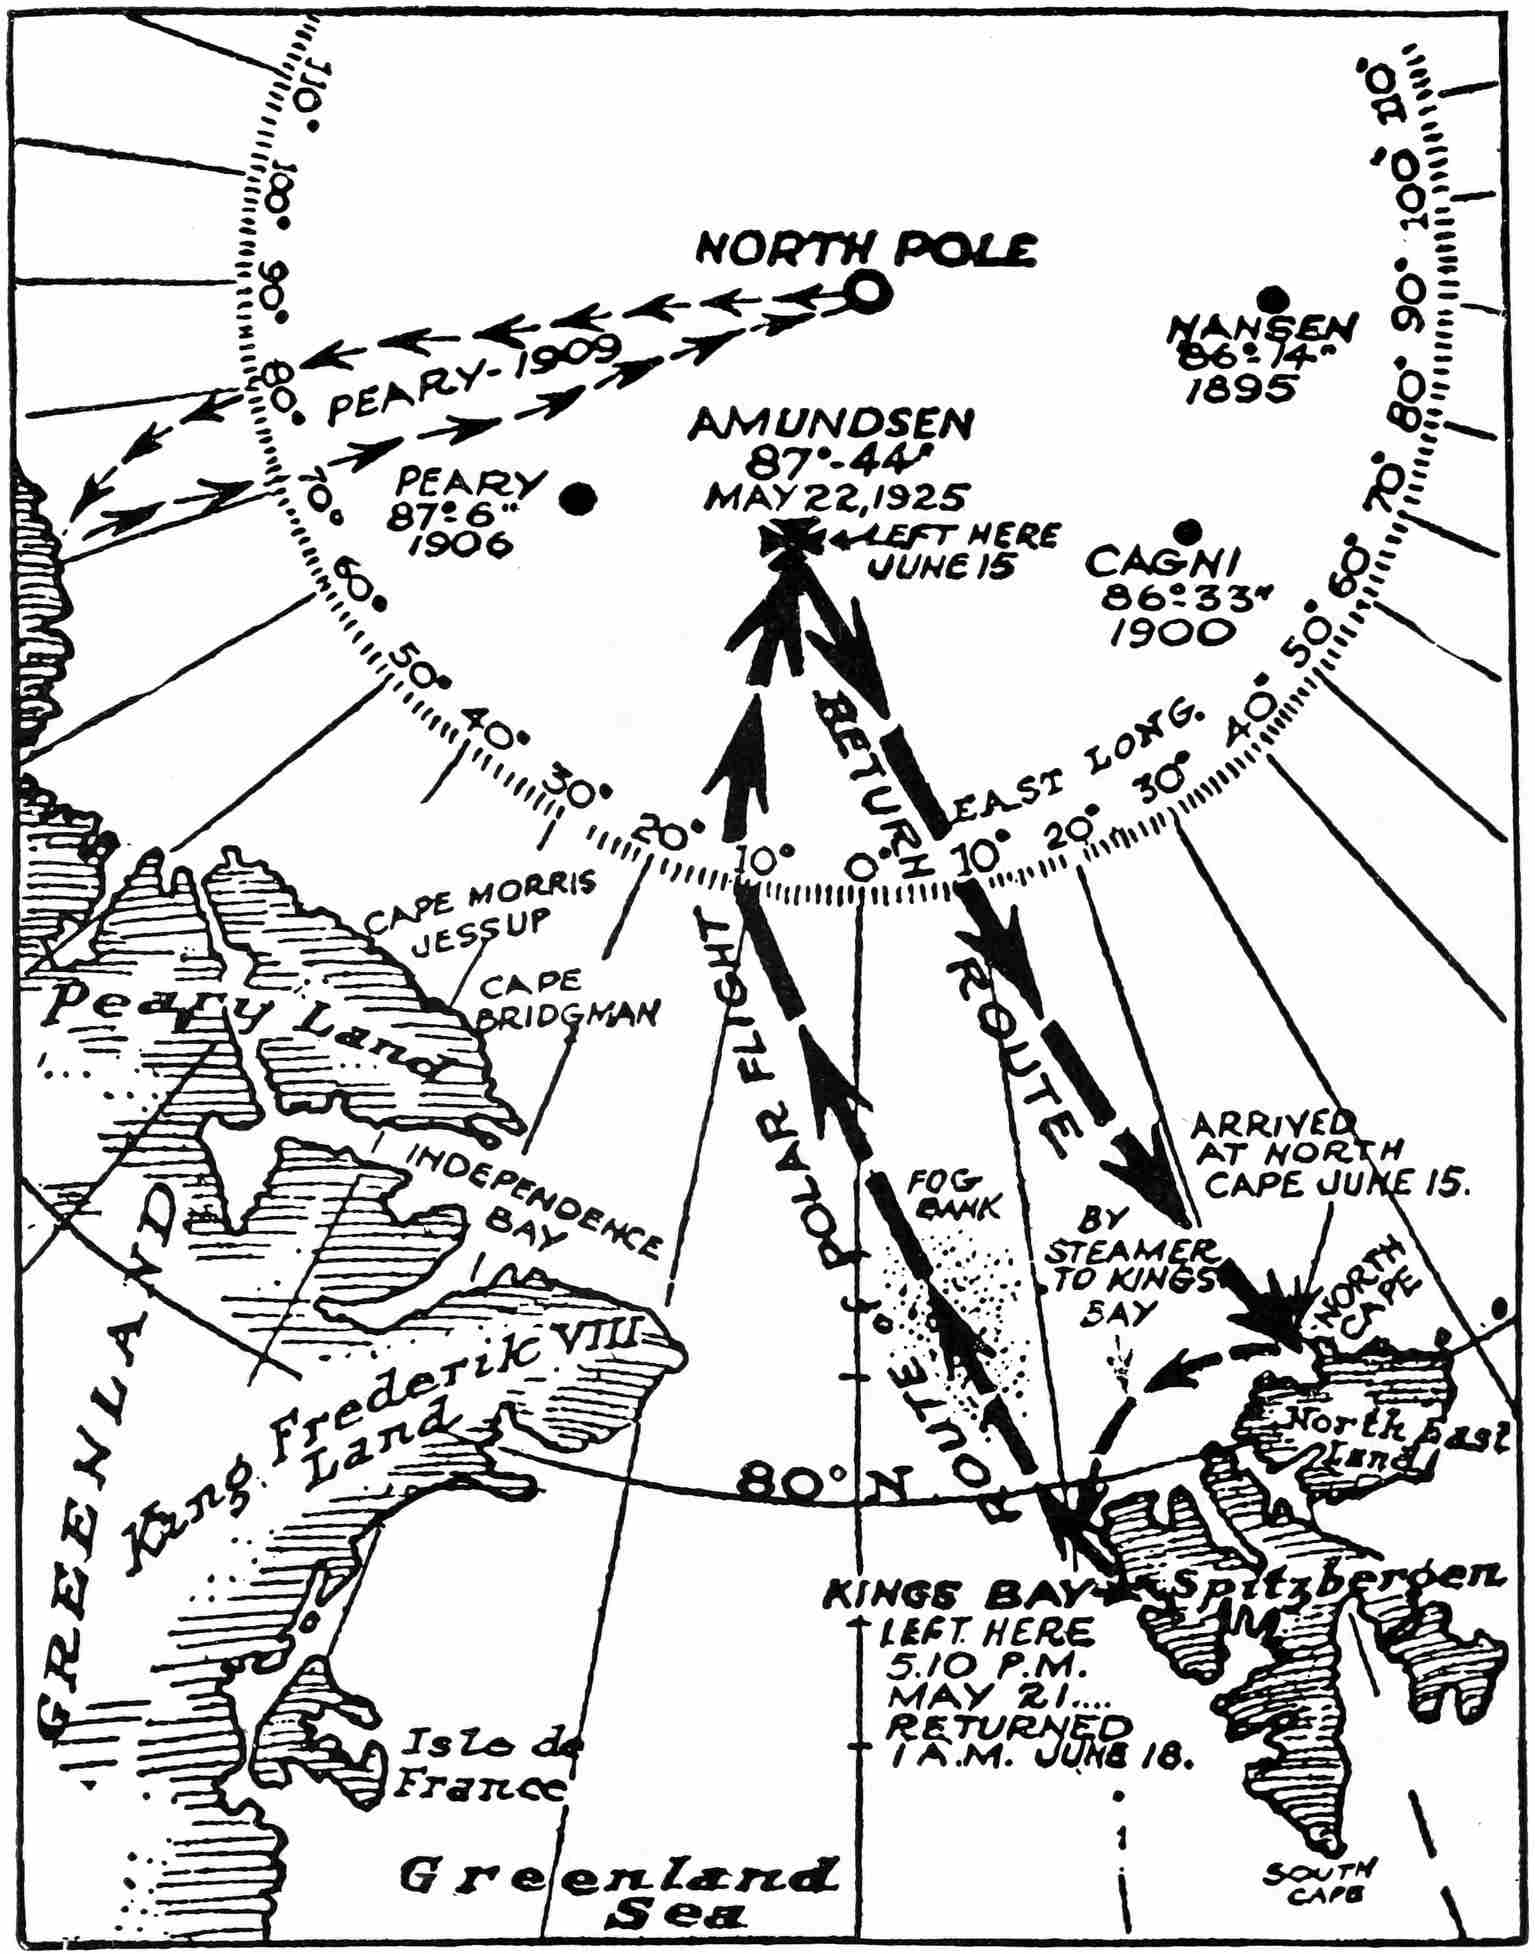 110°
100°
90°
80°
70°
60°
50°
40°
30°
20°
10°
0°
10°
20°
30°
40°
50°
60°
70°
80°
90°
100°
110°
EAST LONG.
NORTH POLE
PEARY-1909
NANSEN
86°-14"
1895
AMUNDSEN
87°-44"
MAY 22, 1925
LEFT HERE
JUNE 15
PEARY
87°-6"
1906
CAGNI
86°-33"
1900
RETURN ROUTE
POLAR FLIGHT ROUTE
CAPE MORRIS
JESSUP
CAPE
BRIDGMAN
Peary Land
INDEPENDENCE
BAY
GREENLAND
King Frederik VIII
Land
FOG
BANK
BY
STEAMER
TO KINGS
BAY
ARRIVED
AT NORTH
CAPE JUNE 15.
NORTH
CAPE
North East
Land
80° N
Spitzbergen
KINGS BAY
LEFT HERE
5.10 P.M.
MAY 21....
RETURNED
1 A.M. JUNE 18.
Isle de
France
Greenland
Sea
SOUTH
CAPE